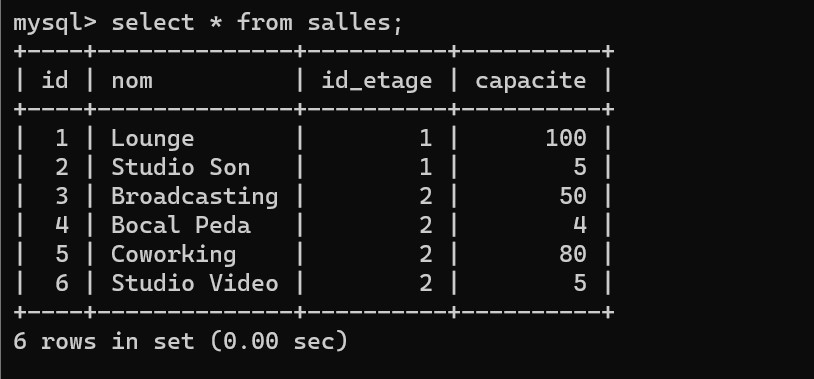 mysql> select * from salles;
+----+--------------+----------+----------+
| id | nom          | id_etage | capacite |
+----+--------------+----------+----------+
|  1 | Lounge       |        1 |      100 |
|  2 | Studio Son   |        1 |        5 |
|  3 | Broadcasting |        2 |       50 |
|  4 | Bocal Peda   |        2 |        4 |
|  5 | Coworking    |        2 |       80 |
|  6 | Studio Video |        2 |        5 |
+----+--------------+----------+----------+
6 rows in set (0.00 sec)